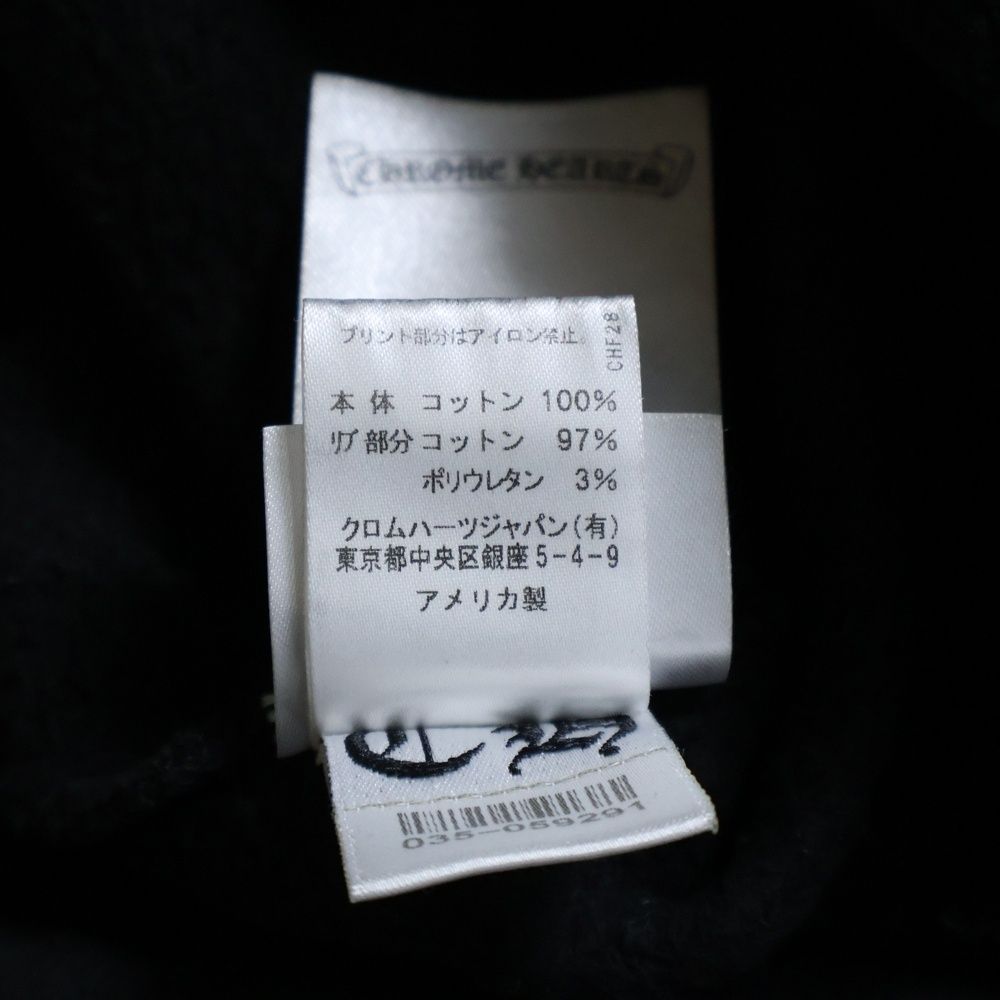 Chrome Hearts
プリント部分はアイロン禁止。
CHF28
本体 コットン 100%
リブ部分コットン 97%
ポリウレタン 3%
クロムハーツジャパン(有)
東京都中央区銀座5-4-9
アメリカ製
035-059291